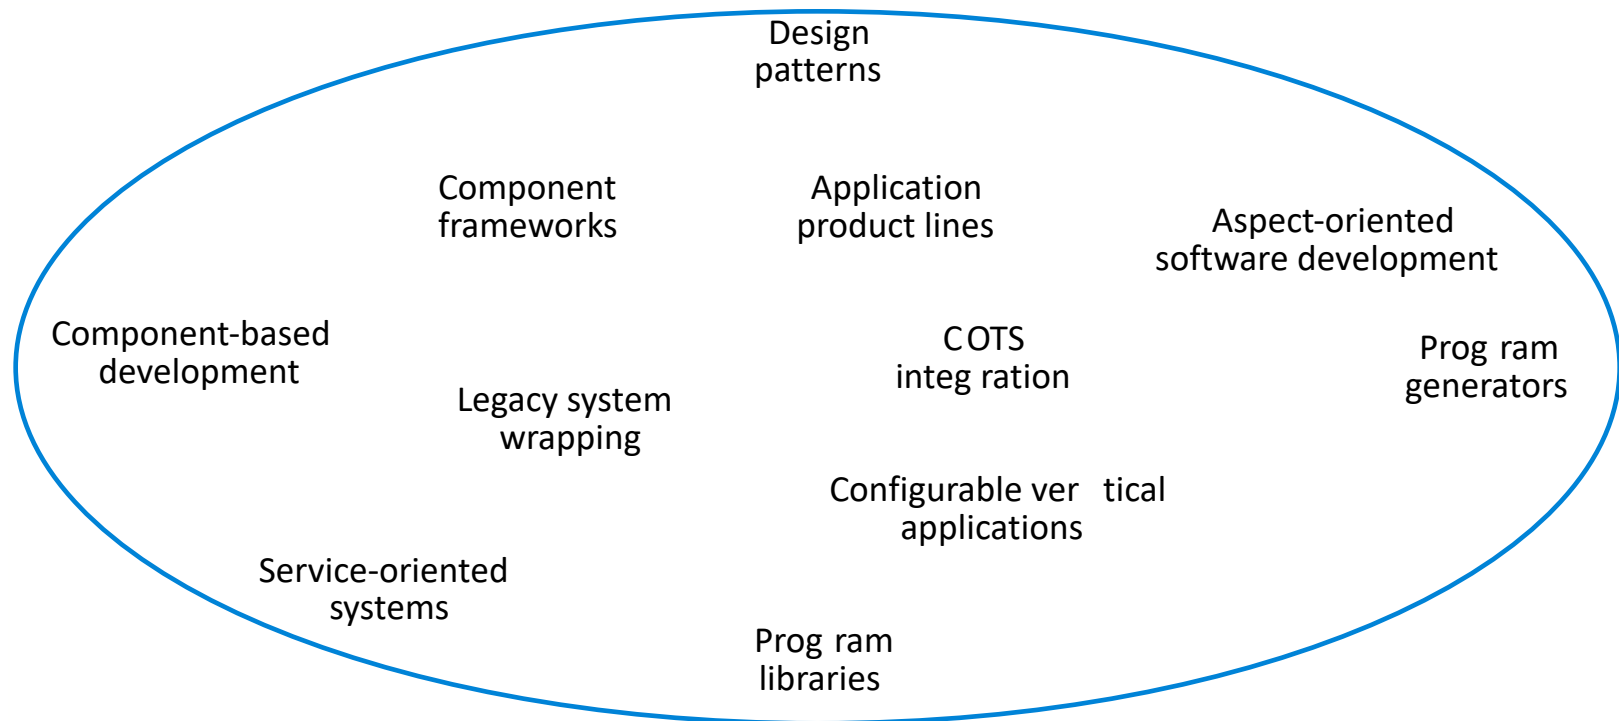 Design
patterns
Component
frameworks
Application
product lines
Aspect-oriented
software development
Component-based
development
COTS
integ ration
Prog ram
generators
Legacy system
wrapping
Configurable ver tical
applications
Service-oriented
systems
Prog ram
libraries